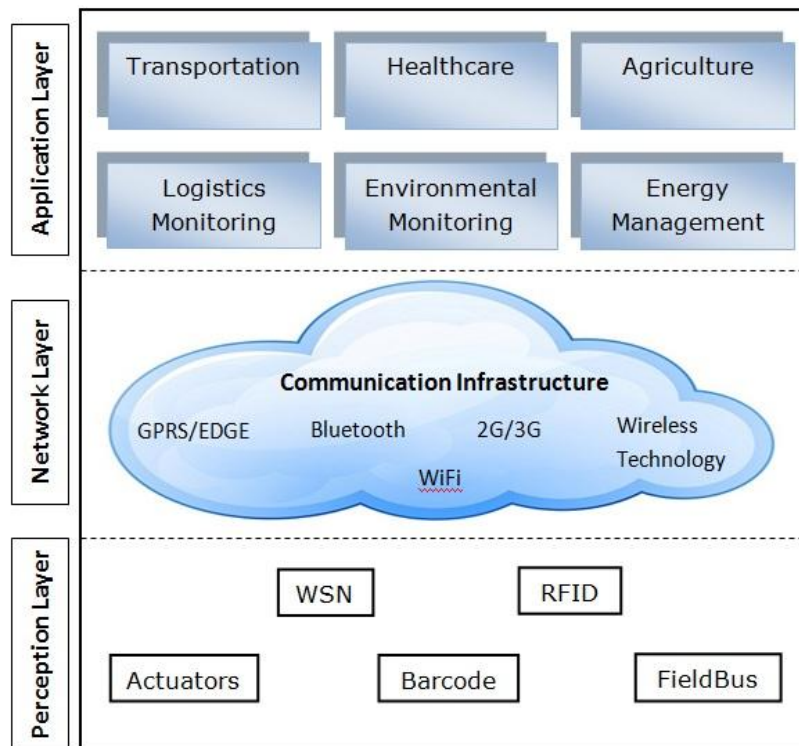 Application Layer
Transportation
Healthcare
Agriculture
Logistics
Monitoring
Environmental
Monitoring
Energy
Management
Network Layer
Communication Infrastructure
GPRS/EDGE
Bluetooth
2G/3G
Wireless
Technology
WiFi
Perception Layer
WSN
RFID
Actuators
Barcode
FieldBus